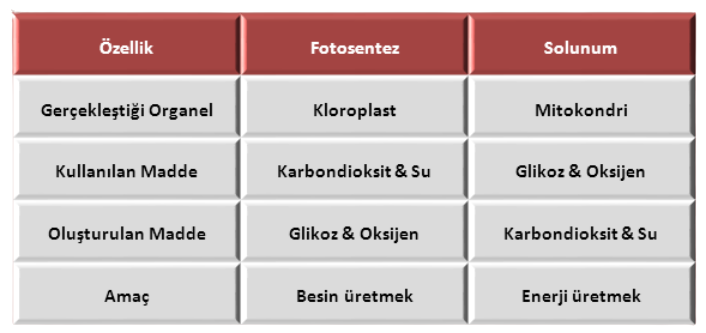 Özellik Fotosentez Solunum
Gerçekleştiği Organel Kloroplast Mitokondri
Kullanılan Madde Karbondioksit & Su Glikoz & Oksijen
Oluşturulan Madde Glikoz & Oksijen Karbondioksit & Su
Amaç Besin üretmek Enerji üretmek